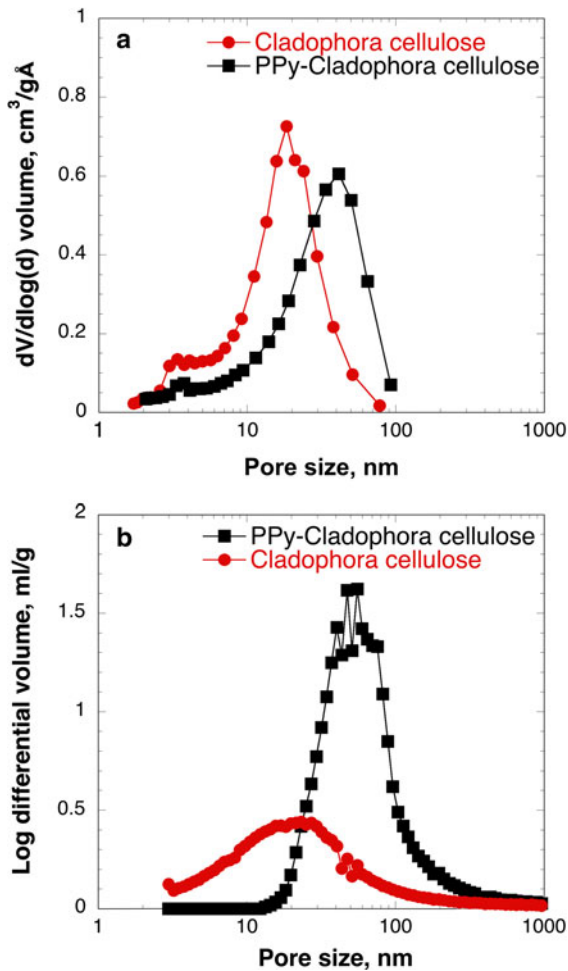 a
Cladophora cellulose
PPy-Cladophora cellulose
dV/dlog(d) volume, cm³/gÅ
1
0.8
0.6
0.4
0.2
0
1 10 100 1000
Pore size, nm
b
PPy-Cladophora cellulose
Cladophora cellulose
Log differential volume, ml/g
2
1.5
1
0.5
0
1 10 100 1000
Pore size, nm